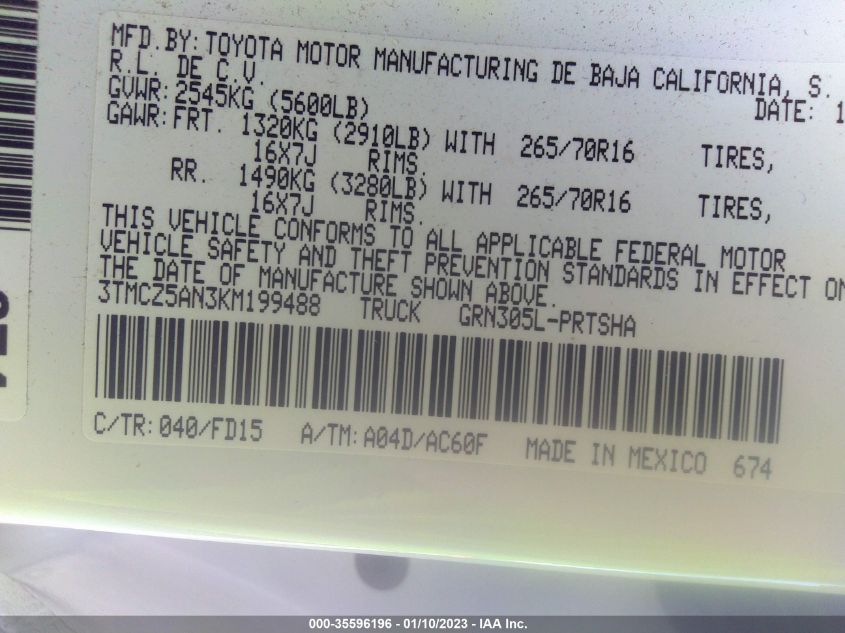 MFD.BY: TOYOTA MOTOR MANUFACTURING DE BAJA CALIFORNIA, S.
R.L. DE C.V.
DATE: 1
GVWR: 2545KG (5600LB)
GAWR: FRT. 1320KG (2910LB) WITH 265/70R16 TIRES,
16X7J RIMS.
RR. 1490KG (3280LB) WITH 265/70R16 TIRES,
16X7J RIMS.
THIS VEHICLE CONFORMS TO ALL APPLICABLE FEDERAL MOTOR
VEHICLE SAFETY AND THEFT PREVENTION STANDARDS IN EFFECT ON
THE DATE OF MANUFACTURE SHOWN ABOVE.
3TMCZ5AN3KM199488 TRUCK GRN305L-PRTSHA
C/TR: 040/FD15 A/TM: A04D/AC60F MADE IN MEXICO 674
000-35596196 - 01/10/2023 - IAA Inc.